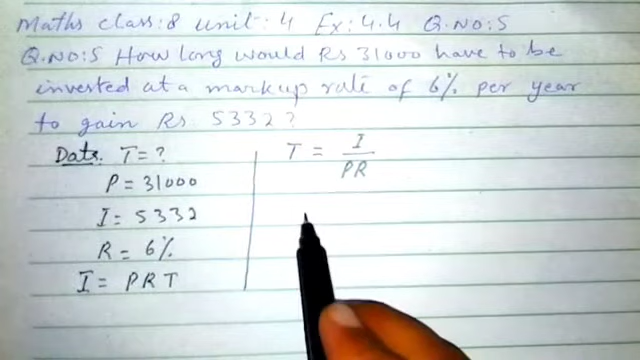 Maths class:8 unit:4 Ex:4.4 Q.NO:5
Q.NO:5 How long would Rs 31000 have to be
invested at a markup rate of 6% per year
to gain Rs 5332?
Data. T=?
P = 31000
I = 5332
R = 6%
I = PRT
T = I / PR